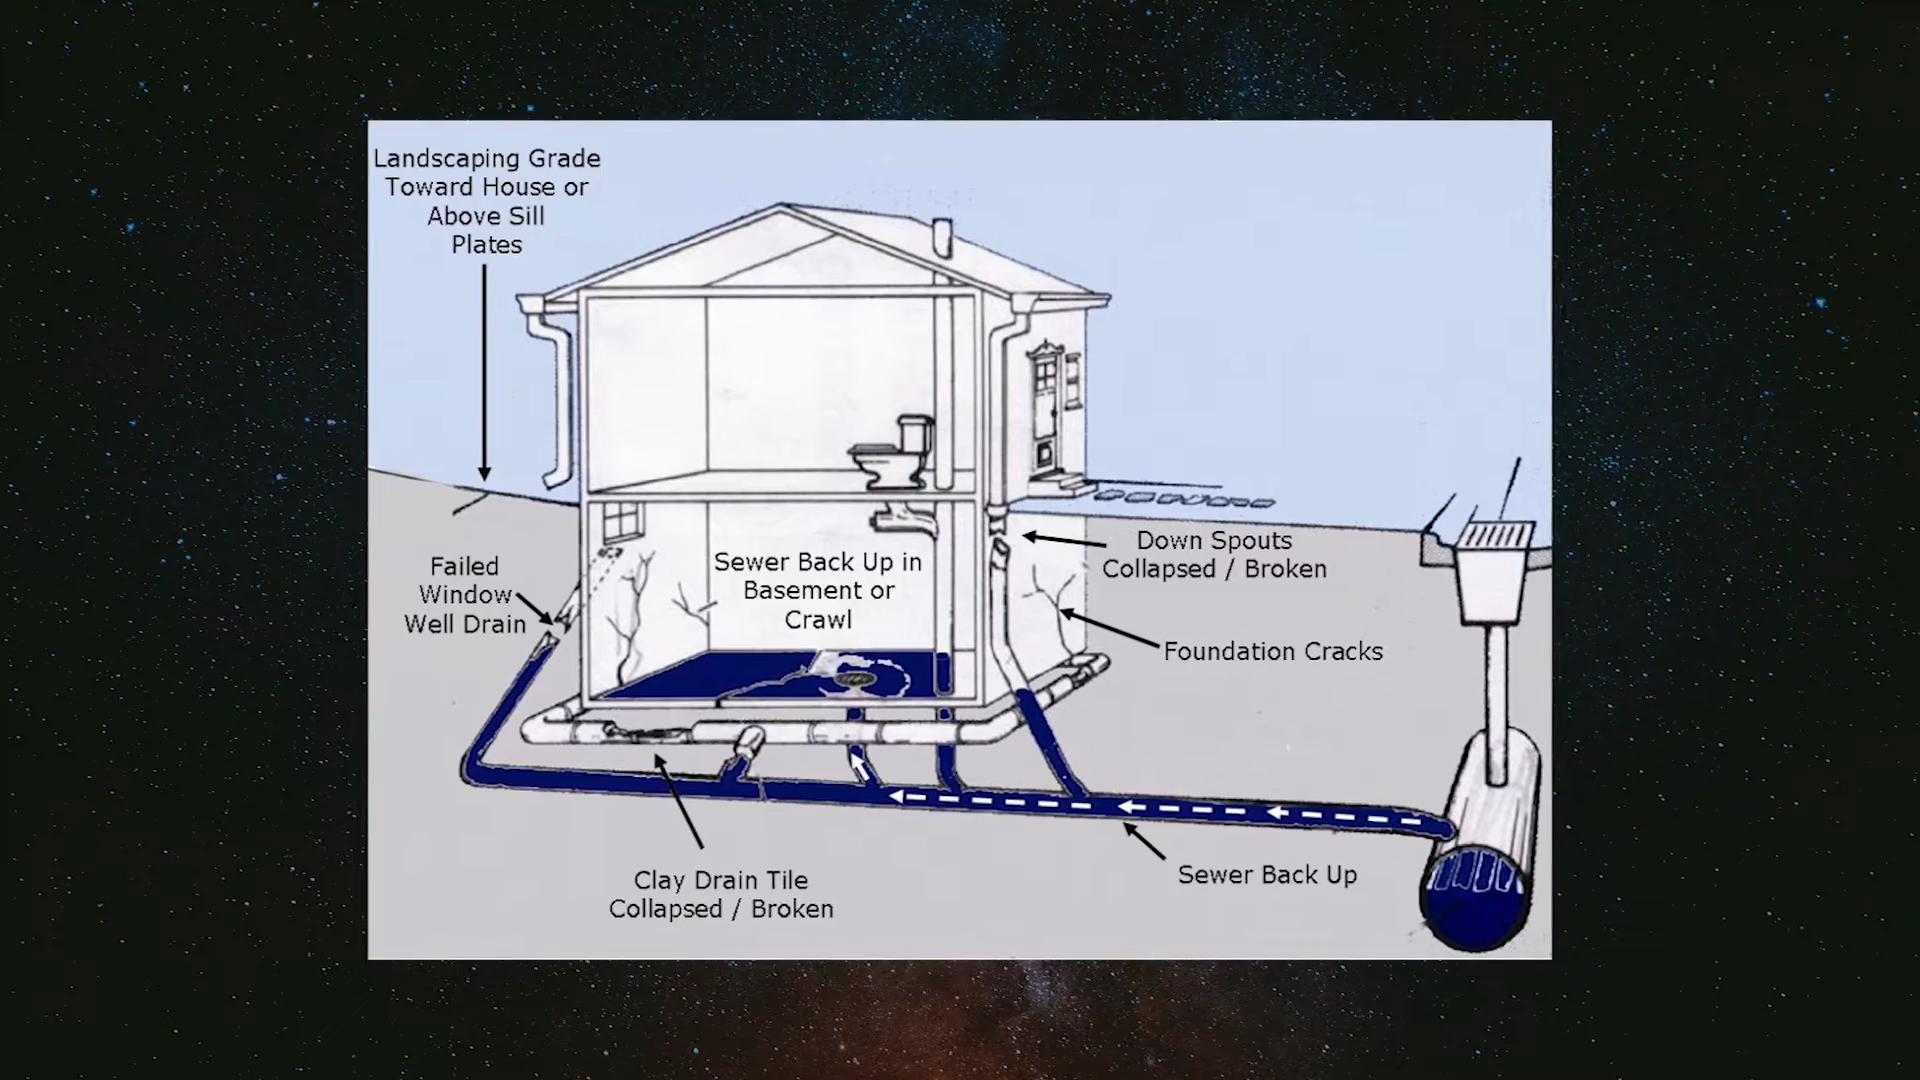 Landscaping Grade
Toward House or
Above Sill
Plates
Failed
Window
Well Drain
Sewer Back Up in
Basement or
Crawl
Down Spouts
Collapsed / Broken
Foundation Cracks
Clay Drain Tile
Collapsed / Broken
Sewer Back Up